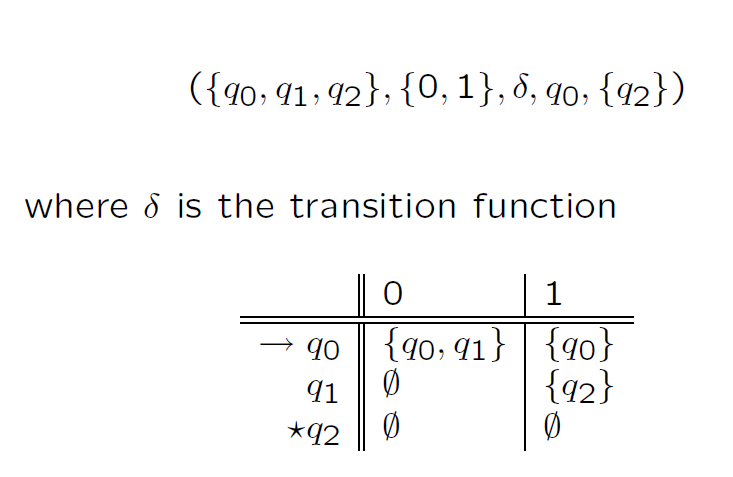 ({q₀, q₁, q₂}, {0, 1}, δ, q₀, {q₂})
where δ is the transition function
0 1
→ q₀ {q₀, q₁} {q₀}
q₁ ∅ {q₂}
⋆q₂ ∅ ∅